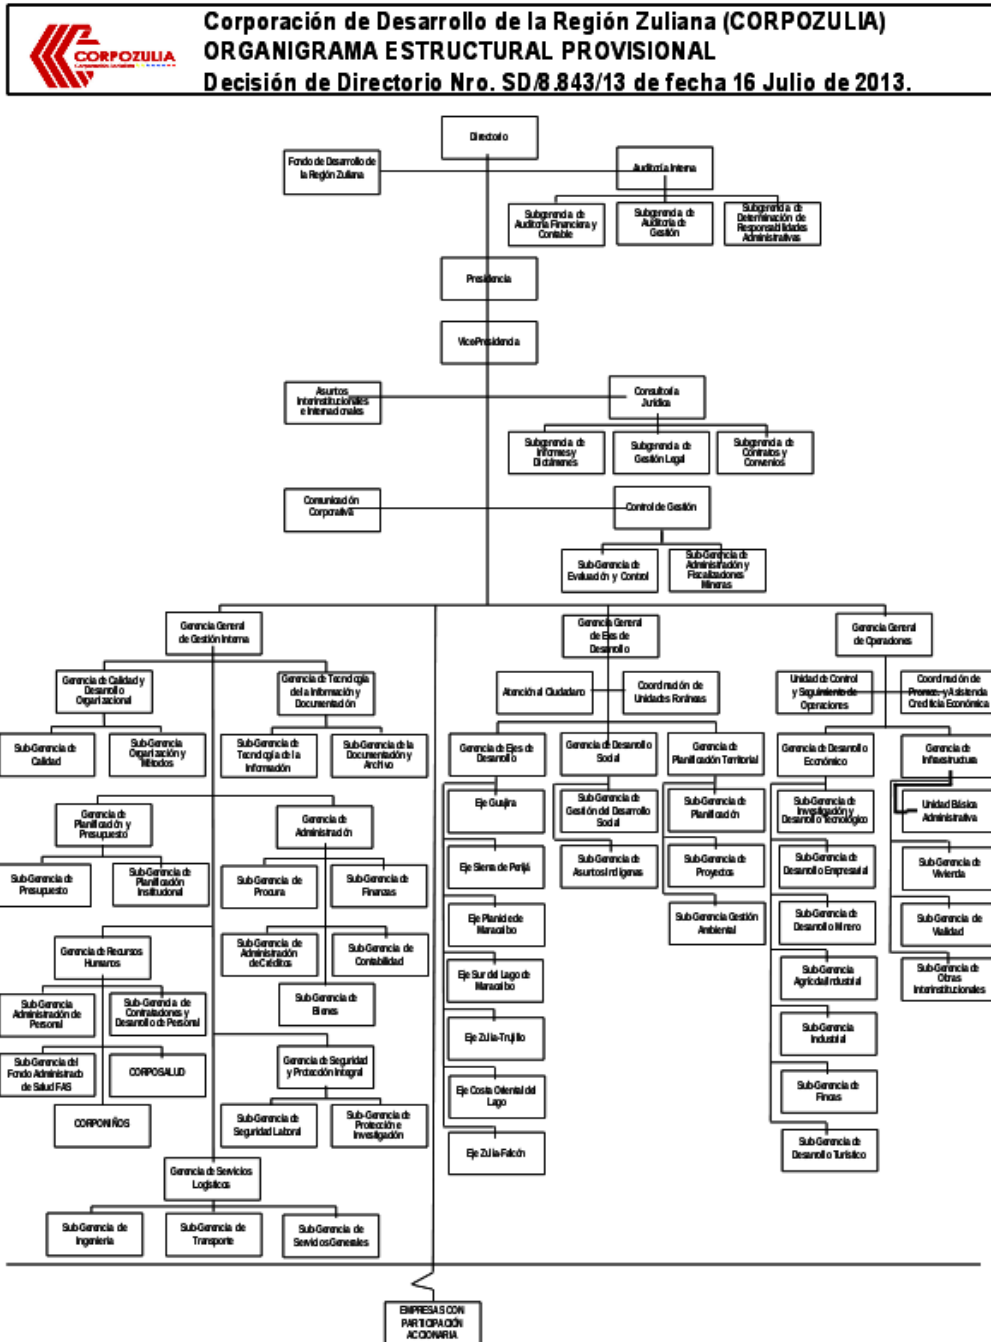 Corporación de Desarrollo de la Región Zuliana (CORPOZULIA)
ORGANIGRAMA ESTRUCTURAL PROVISIONAL
Decisión de Directorio Nro. SD/8.843/13 de fecha 16 Julio de 2013.
CORPOZULIA
Directorio
Fondo de Desarrollo de
la Región Zuliana
Auditoría Interna
Subgerencia de
Auditoría Financiera y
Contable
Subgerencia de
Auditoría de
Gestión
Subgerencia de
Determinación de
Responsabilidades
Administrativas
Presidencia
VicePresidencia
Asuntos
Interinstitucionales
e Internacionales
Consultoría
Jurídica
Subgerencia de
Informes y
Dictámenes
Subgerencia de
Gestión Legal
Subgerencia de
Contratos y
Convenios
Comunicación
Corporativa
Control de Gestión
Sub-Gerencia de
Evaluación y Control
Sub-Gerencia de
Administración y
Fiscalizaciones
Mineras
Gerencia General
de Gestión Interna
Gerencia General
de Ejes de
Desarrollo
Gerencia General
de Operaciones
Gerencia de Calidad y
Desarrollo
Organizacional
Gerencia de Tecnología
de la Información y
Documentación
Atención al Ciudadano
Coordinación de
Unidades Foráneas
Unidad de Control
y Seguimiento de
Operaciones
Coordinación de
Promoc. y Asistencia
Crediticia Económica
Sub-Gerencia de
Calidad
Sub-Gerencia
Organización y
Métodos
Sub-Gerencia de
Tecnología de la
Información
Sub-Gerencia de la
Documentación y
Archivo
Gerencia de Ejes de
Desarrollo
Gerencia de Desarrollo
Social
Gerencia de
Planificación Territorial
Gerencia de Desarrollo
Económico
Gerencia de
Infraestructura
Gerencia de
Planificación y
Presupuesto
Gerencia de
Administración
Eje Guajira
Sub-Gerencia de
Gestión del Desarrollo
Social
Sub-Gerencia de
Planificación
Sub-Gerencia de
Investigación y
Desarrollo Tecnológico
Unidad Básica
Administrativa
Sub-Gerencia de
Presupuesto
Sub-Gerencia de
Planificación
Institucional
Sub-Gerencia de
Procura
Sub-Gerencia de
Finanzas
Eje Sierra de Perijá
Sub-Gerencia de
Asuntos Indígenas
Sub-Gerencia de
Proyectos
Sub-Gerencia de
Desarrollo Empresarial
Sub-Gerencia de
Vivienda
Gerencia de Recursos
Humanos
Sub-Gerencia de
Administración
de Créditos
Sub-Gerencia de
Contabilidad
Eje Planicie de
Maracaibo
Sub-Gerencia Gestión
Ambiental
Sub-Gerencia de
Desarrollo Minero
Sub-Gerencia de
Vialidad
Sub-Gerencia
Administración de
Personal
Sub-Gerencia de
Contrataciones y
Desarrollo de Personal
Sub-Gerencia de
Bienes
Eje Sur del Lago de
Maracaibo
Sub-Gerencia
Agrícola Industrial
Sub-Gerencia de
Obras
Interinstitucionales
Sub-Gerencia del
Fondo Administrado
de Salud FAS
CORPOSALUD
Gerencia de Seguridad
y Protección Integral
Eje Zulia-Trujillo
Sub-Gerencia
Industrial
CORPONIÑOS
Sub-Gerencia de
Seguridad Laboral
Sub-Gerencia de
Protección e
Investigación
Eje Costa Oriental del
Lago
Sub-Gerencia de
Fincas
Eje Zulia-Falcón
Sub-Gerencia de
Desarrollo Turístico
Gerencia de Servicios
Logísticos
Sub-Gerencia de
Ingeniería
Sub-Gerencia de
Transporte
Sub-Gerencia de
Servicios Generales
EMPRESAS CON
PARTICIPACIÓN
ACCIONARIA